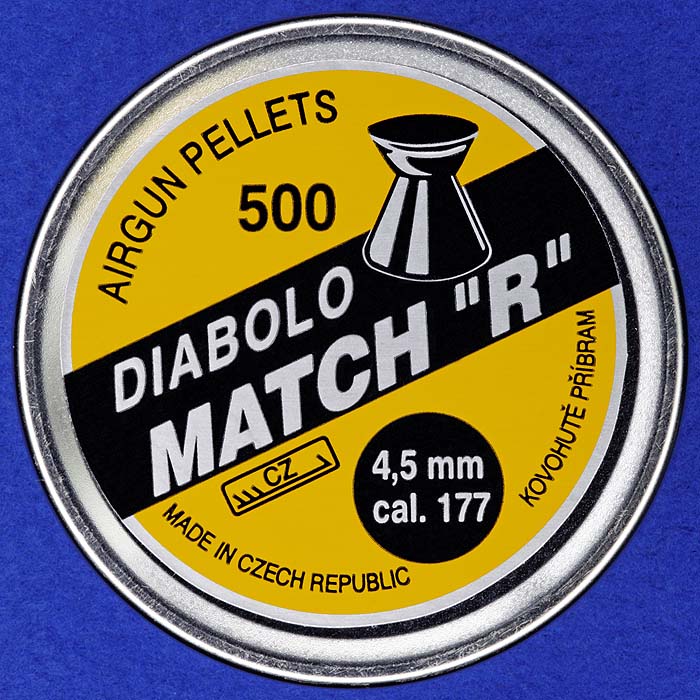 AIRGUN PELLETS
500
DIABOLO
MATCH "R"
CZ
4,5 mm
cal. 177
MADE IN CZECH REPUBLIC
KOVOHUTĚ PŘÍBRAM